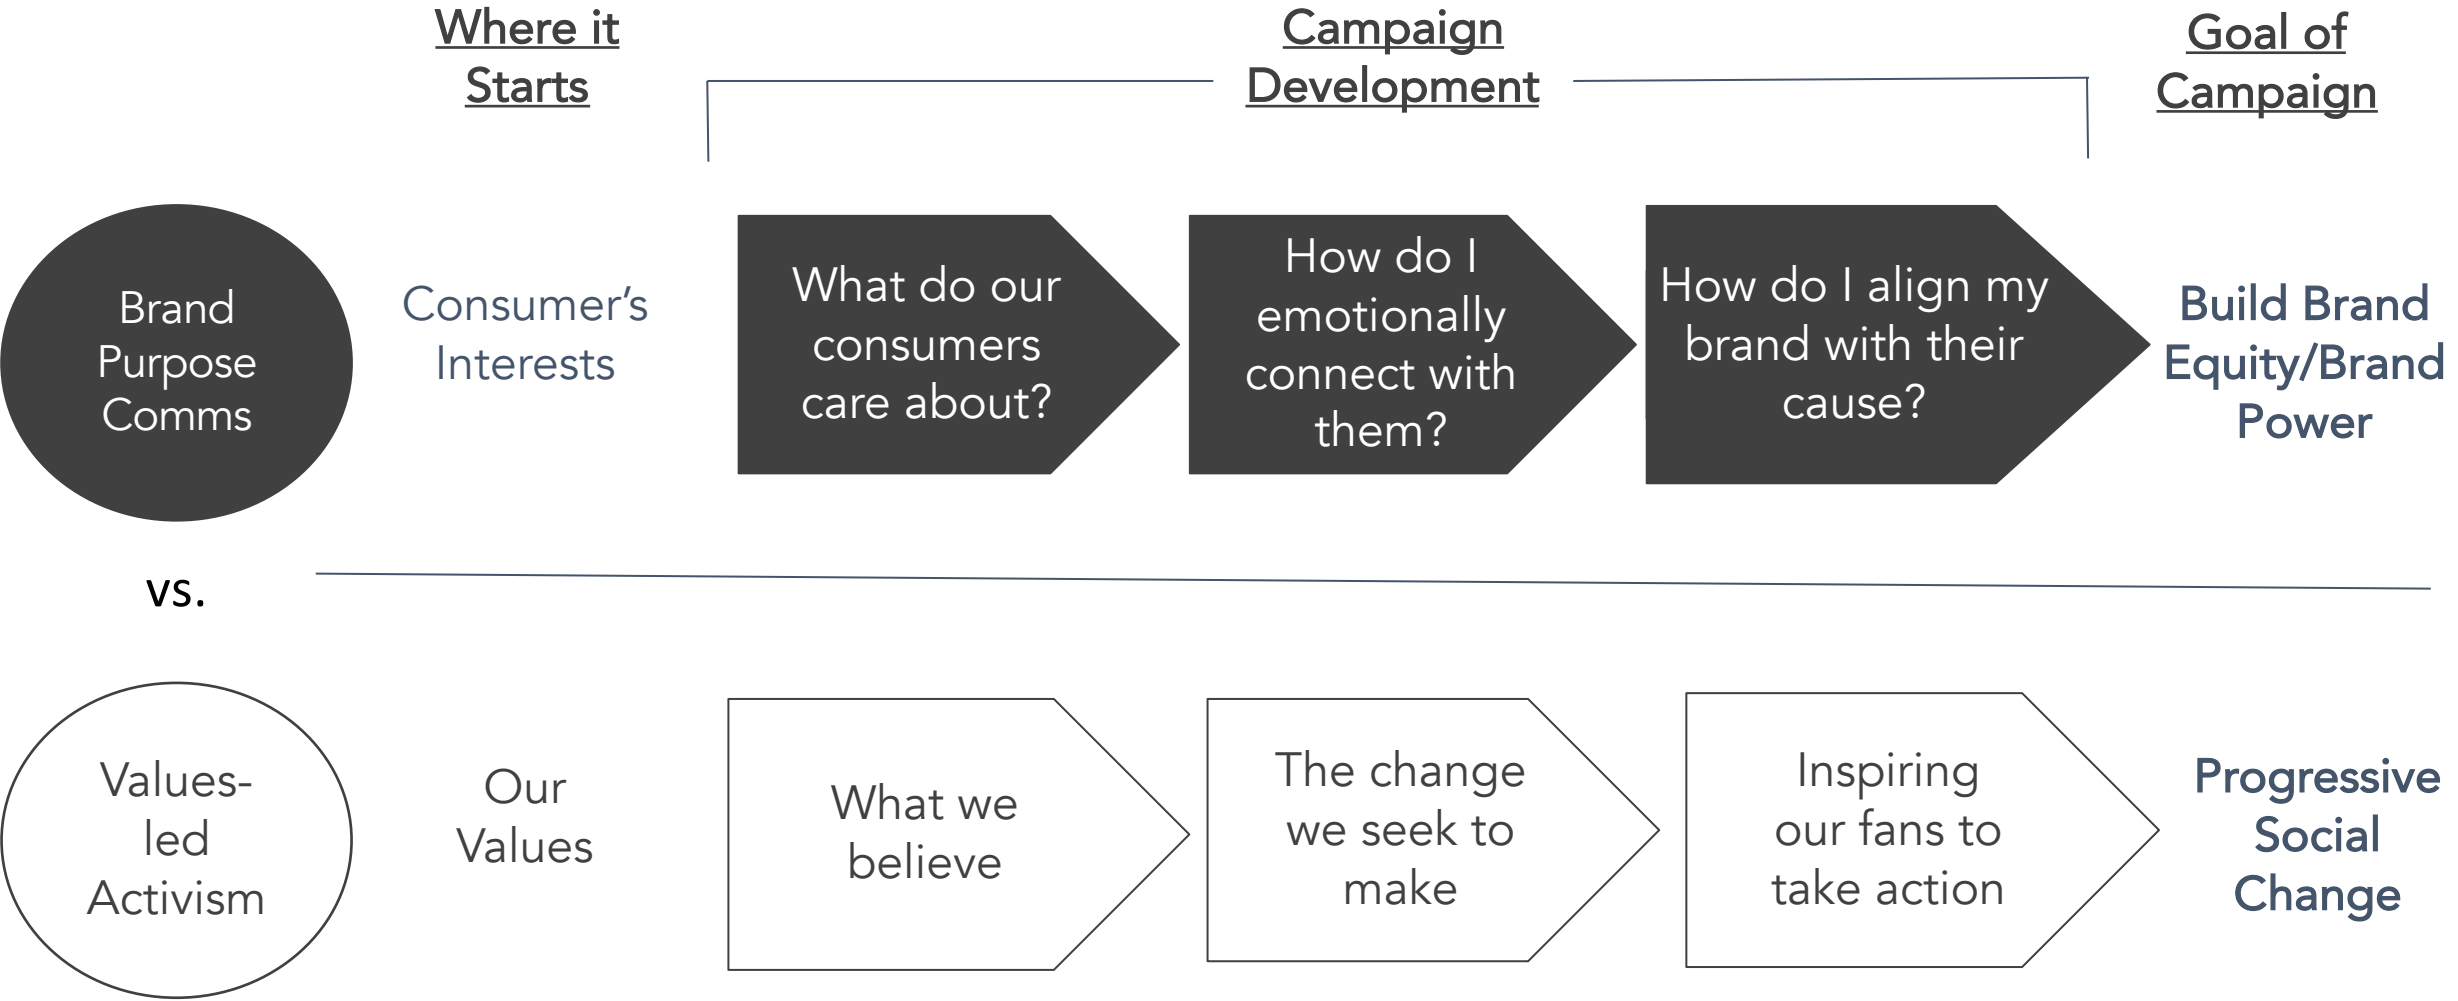 Where it
Starts
Campaign
Development
Goal of
Campaign
Brand
Purpose
Comms
Consumer’s
Interests
What do our
consumers
care about?
How do I
emotionally
connect with
them?
How do I align my
brand with their
cause?
Build Brand
Equity/Brand
Power
vs.
Values-
led
Activism
Our
Values
What we
believe
The change
we seek to
make
Inspiring
our fans to
take action
Progressive
Social
Change